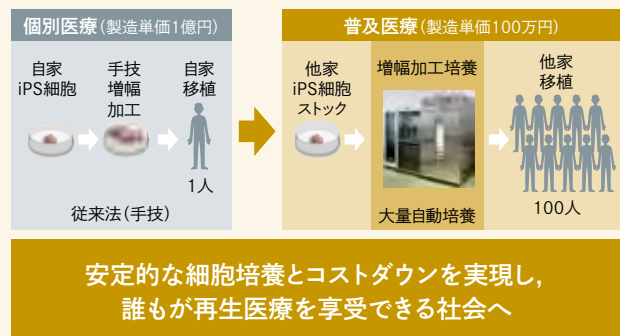 個別医療（製造単価1億円）
自家
iPS細胞
手技
増幅
加工
自家
移植
1人
従来法（手技）
普及医療（製造単価100万円）
他家
iPS細胞
ストック
増幅加工培養
大量自動培養
他家
移植
100人
安定的な細胞培養とコストダウンを実現し，
誰もが再生医療を享受できる社会へ